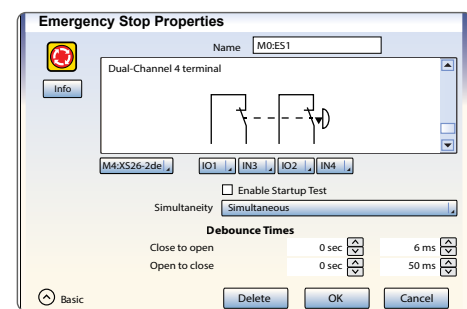 Emergency Stop Properties
Name M0:ES1
Info
Dual-Channel 4 terminal
M4:XS26-2de IO1 IN3 IO2 IN4
Enable Startup Test
Simultaneity Simultaneous
Debounce Times
Close to open 0 sec 6 ms
Open to close 0 sec 50 ms
Basic Delete OK Cancel